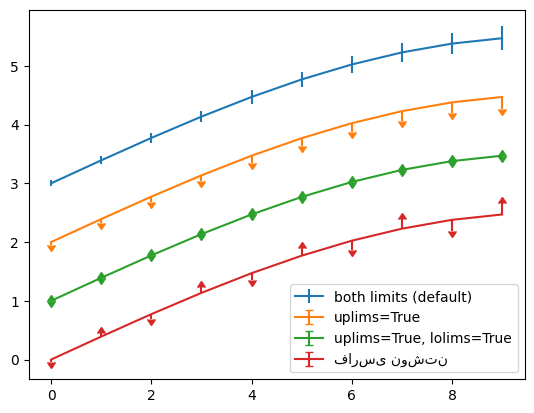 5
4
3
2
1
0
0
2
4
6
8
both limits (default)
uplims=True
uplims=True, lolims=True
فارسی نوشتن